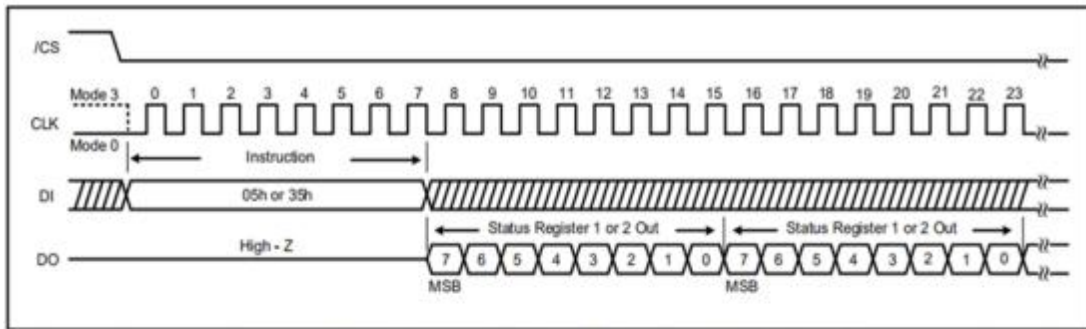 /CS
Mode 3 0 1 2 3 4 5 6 7 8 9 10 11 12 13 14 15 16 17 18 19 20 21 22 23
CLK
Mode 0
Instruction
DI 05h or 35h
Status Register 1 or 2 Out Status Register 1 or 2 Out
High - Z
DO 7 6 5 4 3 2 1 0 7 6 5 4 3 2 1 0
MSB MSB